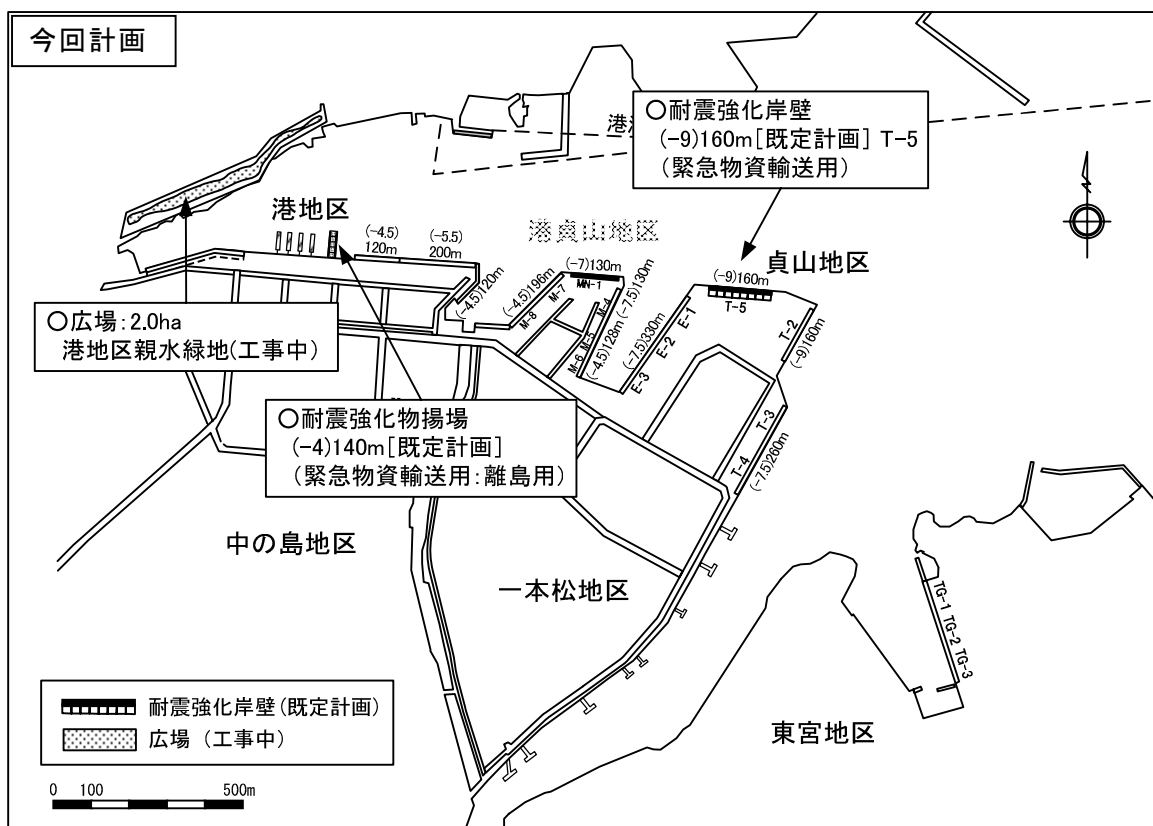 今回計画
○耐震強化岸壁
(-9)160m[既定計画] T-5
(緊急物資輸送用)
港
港地区
(-4.5)
120m
(-5.5)
200m
港貞山地区
貞山地区
(-7)130m
MN-1
(-9)160m
T-5
(-4.5)120m
(-4.5)196m
M-7
M-8
M-4
(-7.5)130m
M-5
M-6
(-4.5)128m
(-7.5)330m
E-1
E-2
E-3
T-2
(-9)160m
T-3
T-4
(-7.5)260m
○広場:2.0ha
港地区親水緑地(工事中)
○耐震強化物揚場
(-4)140m[既定計画]
(緊急物資輸送用:離島用)
中の島地区
一本松地区
TG-1 TG-2 TG-3
東宮地区
耐震強化岸壁(既定計画)
広場 (工事中)
0 100 500m